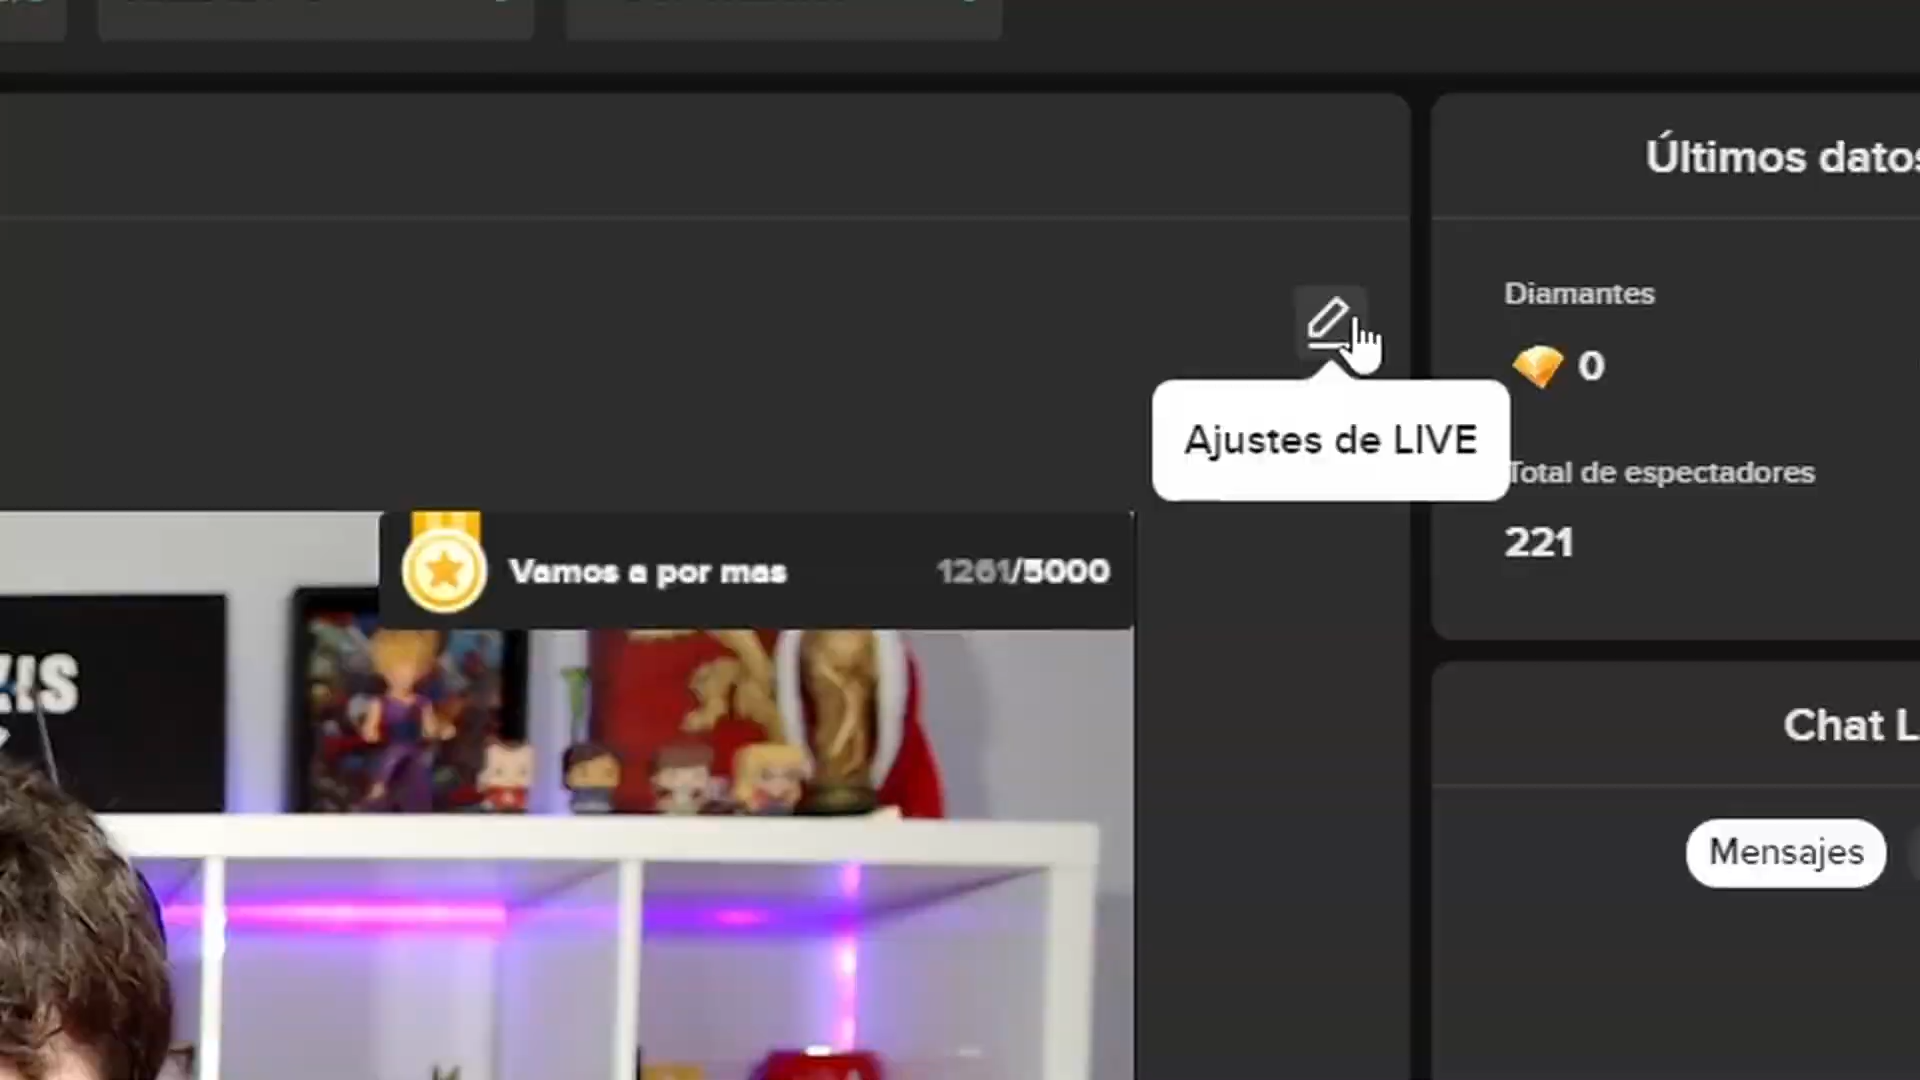 Últimos datos
Diamantes
0
Ajustes de LIVE
Total de espectadores
221
Vamos a por mas
1261/5000
Chat L
Mensajes